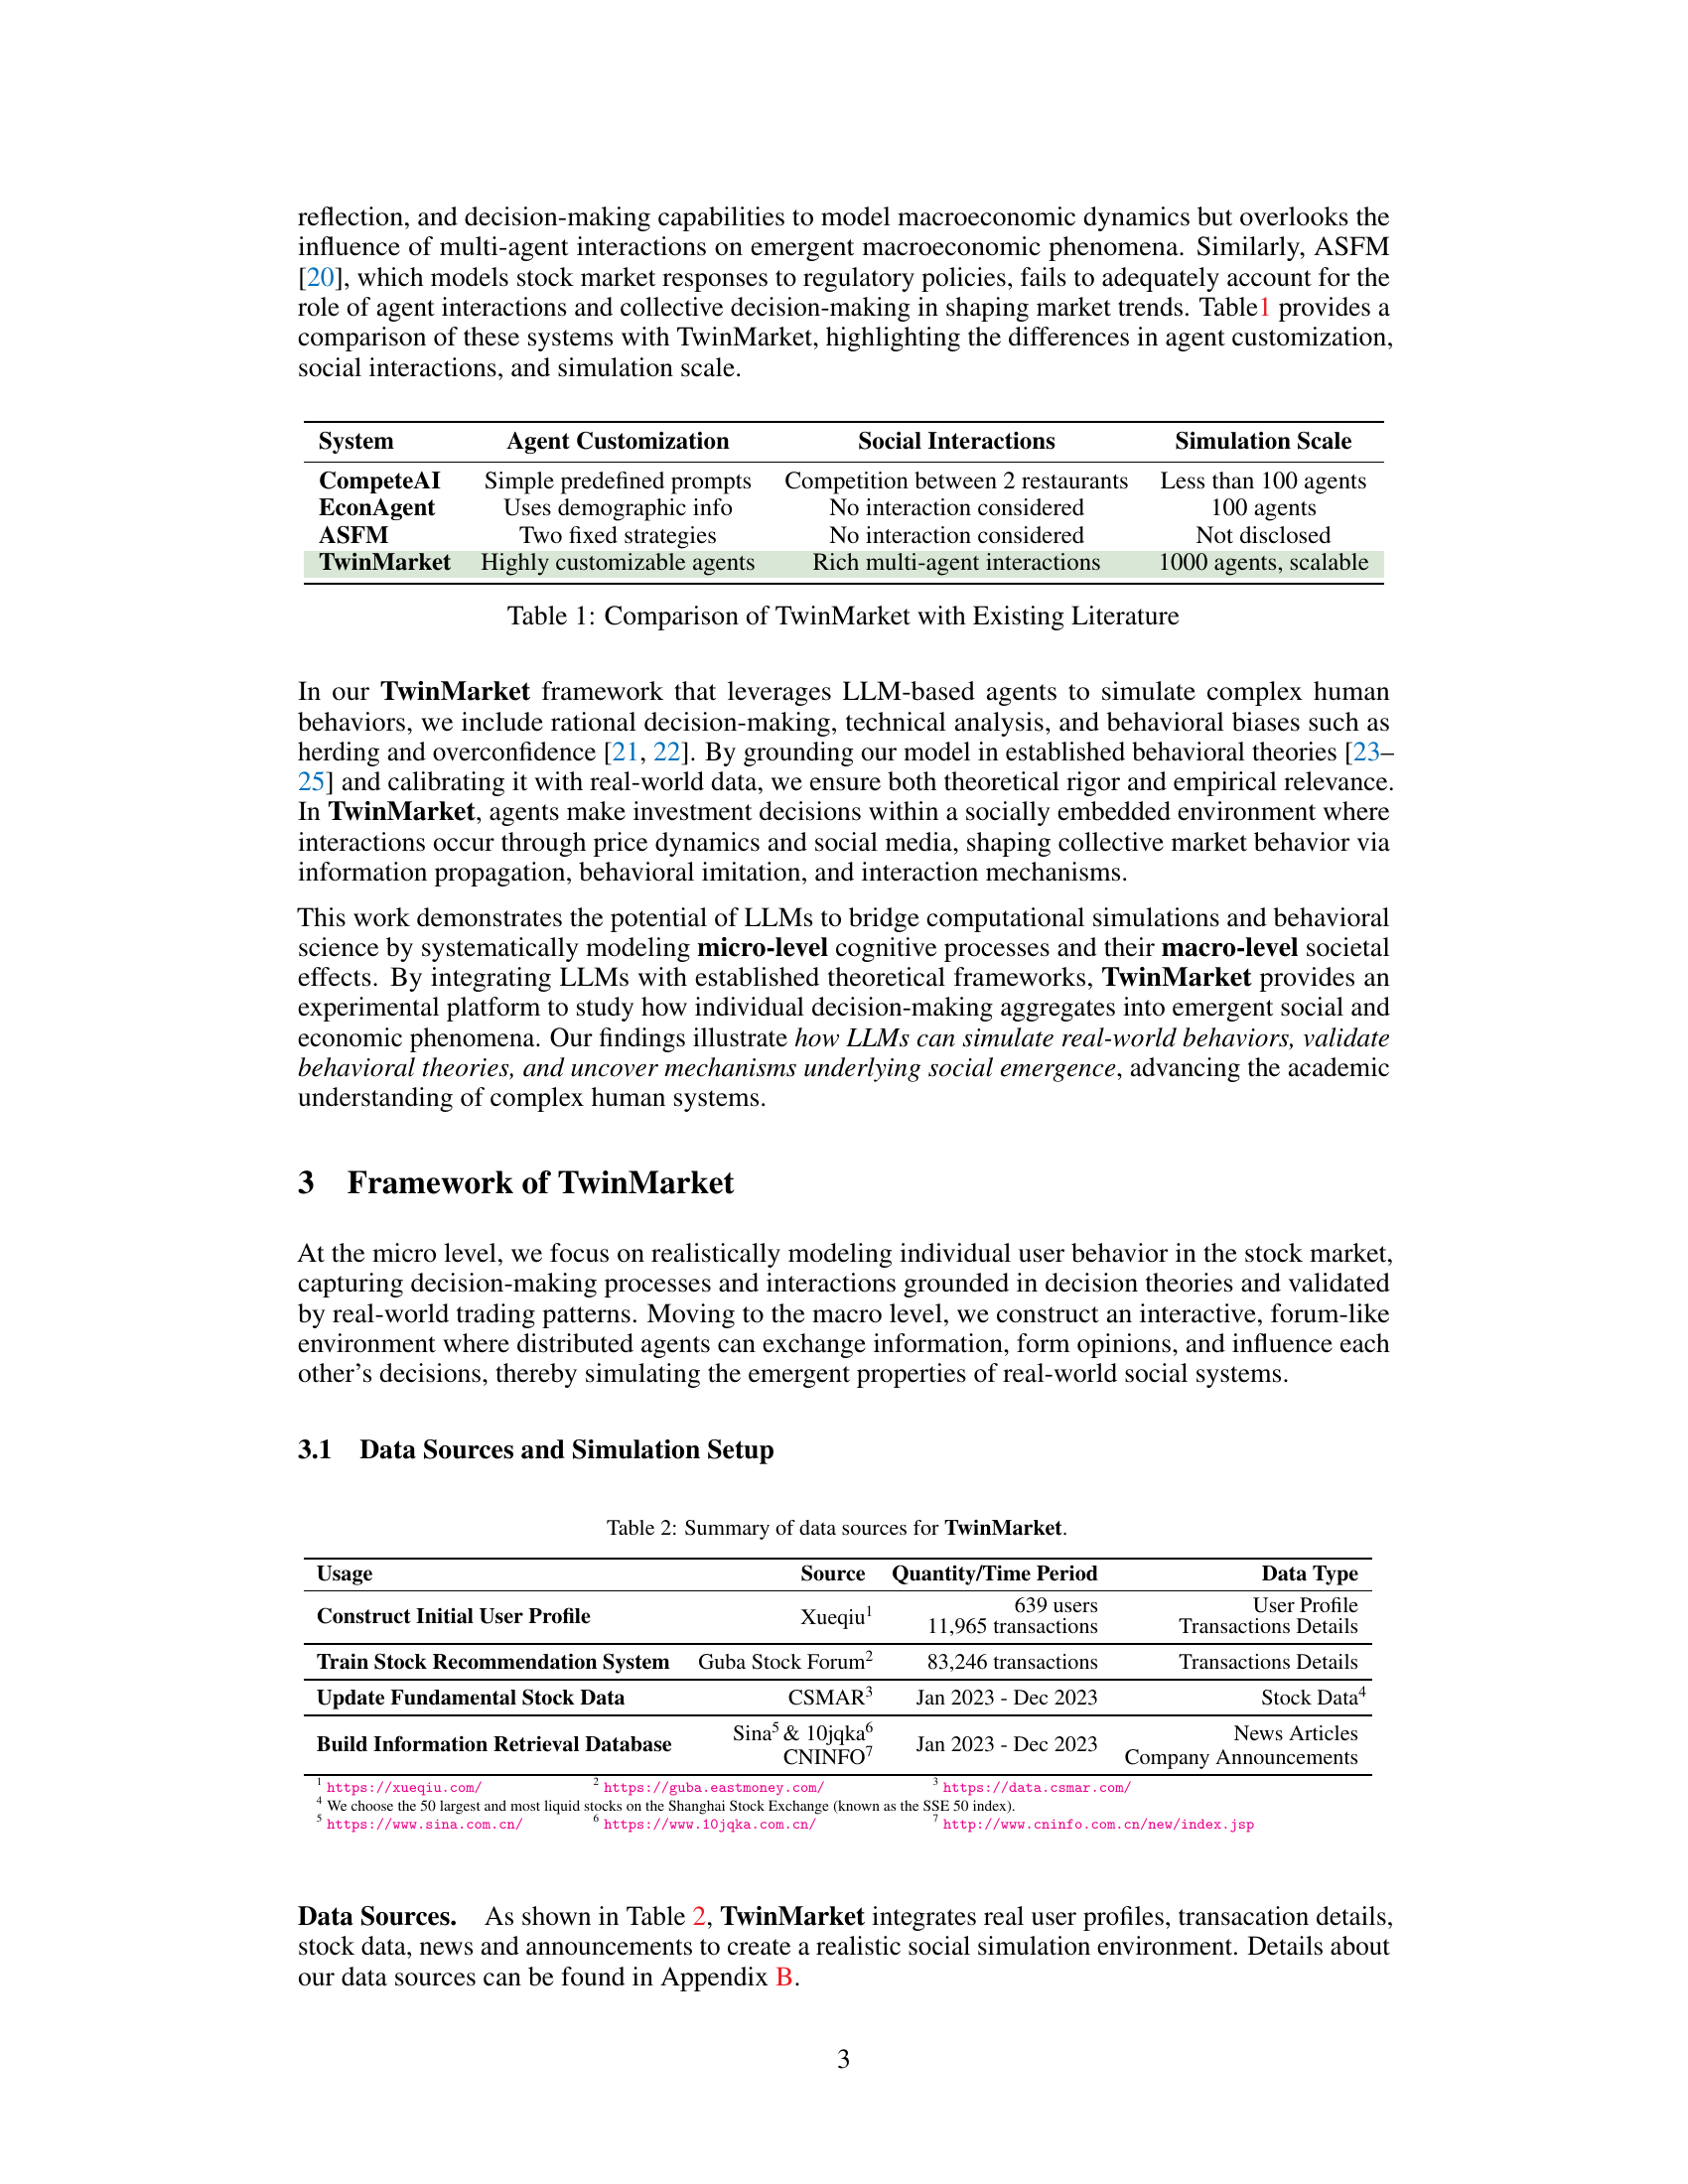 reflection, and decision-making capabilities to model macroeconomic dynamics but overlooks the
influence of multi-agent interactions on emergent macroeconomic phenomena. Similarly, ASFM
[20], which models stock market responses to regulatory policies, fails to adequately account for the
role of agent interactions and collective decision-making in shaping market trends. Table1 provides a
comparison of these systems with TwinMarket, highlighting the differences in agent customization,
social interactions, and simulation scale.
System Agent Customization Social Interactions Simulation Scale
CompeteAI Simple predefined prompts Competition between 2 restaurants Less than 100 agents
EconAgent Uses demographic info No interaction considered 100 agents
ASFM Two fixed strategies No interaction considered Not disclosed
TwinMarket Highly customizable agents Rich multi-agent interactions 1000 agents, scalable
Table 1: Comparison of TwinMarket with Existing Literature
In our TwinMarket framework that leverages LLM-based agents to simulate complex human
behaviors, we include rational decision-making, technical analysis, and behavioral biases such as
herding and overconfidence [21, 22]. By grounding our model in established behavioral theories [23–
25] and calibrating it with real-world data, we ensure both theoretical rigor and empirical relevance.
In TwinMarket, agents make investment decisions within a socially embedded environment where
interactions occur through price dynamics and social media, shaping collective market behavior via
information propagation, behavioral imitation, and interaction mechanisms.
This work demonstrates the potential of LLMs to bridge computational simulations and behavioral
science by systematically modeling micro-level cognitive processes and their macro-level societal
effects. By integrating LLMs with established theoretical frameworks, TwinMarket provides an
experimental platform to study how individual decision-making aggregates into emergent social and
economic phenomena. Our findings illustrate how LLMs can simulate real-world behaviors, validate
behavioral theories, and uncover mechanisms underlying social emergence, advancing the academic
understanding of complex human systems.
3 Framework of TwinMarket
At the micro level, we focus on realistically modeling individual user behavior in the stock market,
capturing decision-making processes and interactions grounded in decision theories and validated
by real-world trading patterns. Moving to the macro level, we construct an interactive, forum-like
environment where distributed agents can exchange information, form opinions, and influence each
other's decisions, thereby simulating the emergent properties of real-world social systems.
3.1 Data Sources and Simulation Setup
Table 2: Summary of data sources for TwinMarket.
Usage Source Quantity/Time Period Data Type
Construct Initial User Profile Xueqiu1 639 users User Profile
11,965 transactions Transactions Details
Train Stock Recommendation System Guba Stock Forum2 83,246 transactions Transactions Details
Update Fundamental Stock Data CSMAR3 Jan 2023 - Dec 2023 Stock Data4
Build Information Retrieval Database Sina5 & 10jqka6 Jan 2023 - Dec 2023 News Articles
CNINFO7 Company Announcements
1 https://xueqiu.com/ 2 https://guba.eastmoney.com/ 3 https://data.csmar.com/
4 We choose the 50 largest and most liquid stocks on the Shanghai Stock Exchange (known as the SSE 50 index).
5 https://www.sina.com.cn/ 6 https://www.10jqka.com.cn/ 7 http://www.cninfo.com.cn/new/index.jsp
Data Sources. As shown in Table 2, TwinMarket integrates real user profiles, transacation details,
stock data, news and announcements to create a realistic social simulation environment. Details about
our data sources can be found in Appendix B.
3